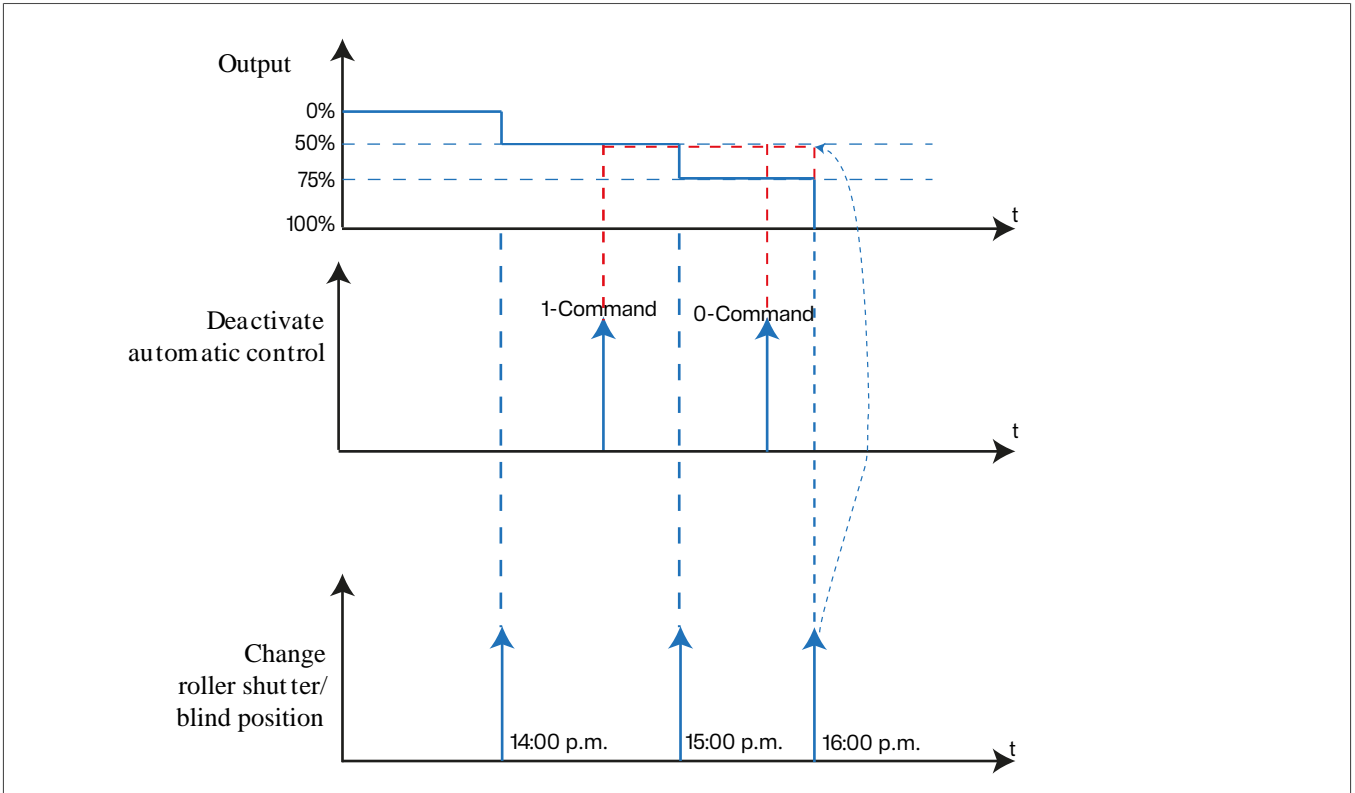 Output
0%
50%
75%
100%
t
1-Command
0-Command
Deactivate
automatic control
t
Change
roller shutter/
blind position
14:00 p.m.
15:00 p.m.
16:00 p.m.
t